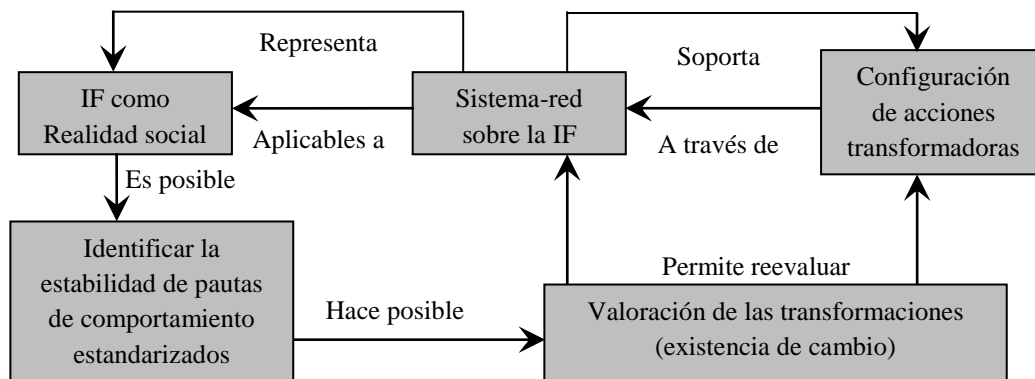 Representa
Soporta
IF como
Realidad social
Aplicables a
Sistema-red
sobre la IF
A través de
Configuración
de acciones
transformadoras
Es posible
Identificar la
estabilidad de pautas
de comportamiento
estandarizados
Hace posible
Permite reevaluar
Valoración de las transformaciones
(existencia de cambio)